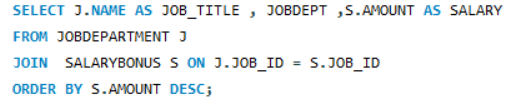 SELECT J.NAME AS JOB_TITLE , JOBDEPT ,S.AMOUNT AS SALARY
FROM JOBDEPARTMENT J
JOIN  SALARYBONUS S ON J.JOB_ID = S.JOB_ID
ORDER BY S.AMOUNT DESC;